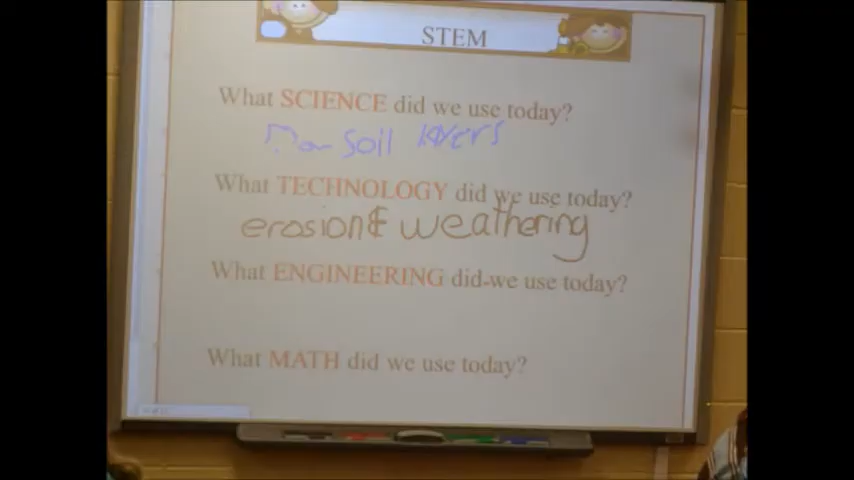 STEM
What SCIENCE did we use today?
soil layers
What TECHNOLOGY did we use today?
erosion & weathering
What ENGINEERING did we use today?
What MATH did we use today?